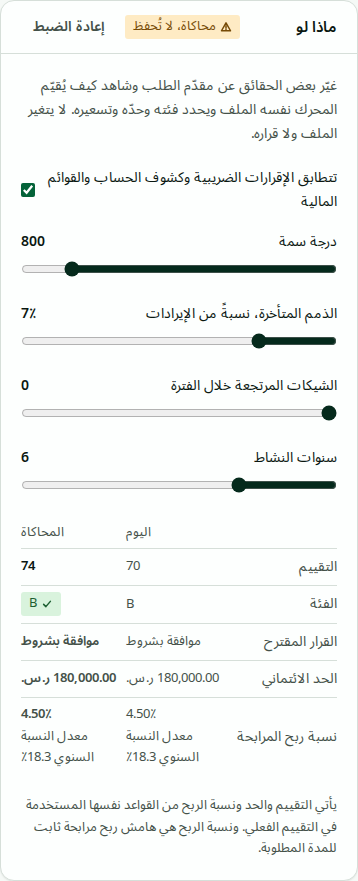 ماذا لو
⚠ محاكاة، لا تُحفظ
إعادة الضبط
غيّر بعض الحقائق عن مقدّم الطلب وشاهد كيف يُقيّم
المحرك نفسه الملف ويحدد فئته وحدّه وتسعيره. لا يتغير
الملف ولا قراره.
تتطابق الإقرارات الضريبية وكشوف الحساب والقوائم
المالية
درجة سمة 800
الذمم المتأخرة، نسبةً من الإيرادات 7٪
الشيكات المرتجعة خلال الفترة 0
سنوات النشاط 6
اليوم المحاكاة
التقييم 70 74
الفئة B B ✓
القرار المقترح موافقة بشروط موافقة بشروط
الحد الائتماني 180,000.00 ر.س. 180,000.00 ر.س.
نسبة ربح المرابحة 4.50٪ معدل النسبة السنوي 18.3٪ 4.50٪ معدل النسبة السنوي 18.3٪
يأتي التقييم والحد ونسبة الربح من القواعد نفسها المستخدمة
في التقييم الفعلي. ونسبة الربح هي هامش ربح مرابحة ثابت
للمدة المطلوبة.